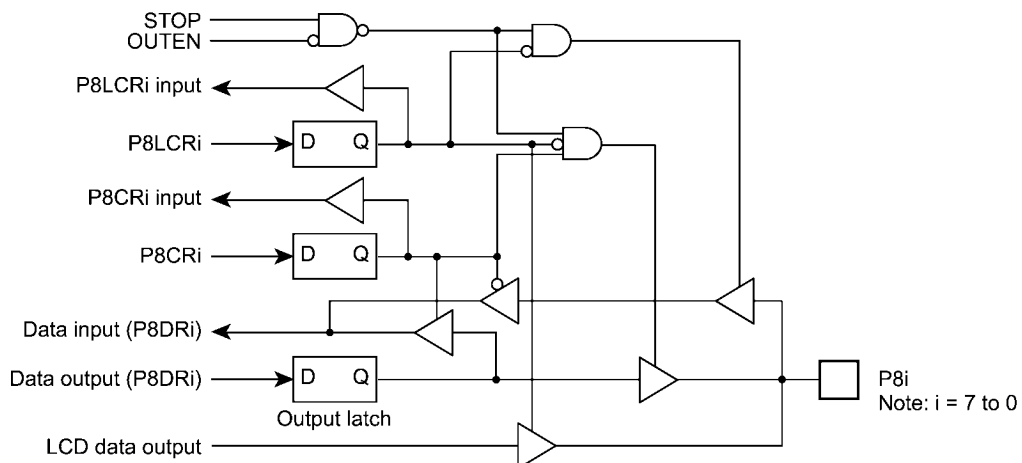 STOP
OUTEN
P8LCRi input
P8LCRi
D Q
P8CRi input
P8CRi
D Q
Data input (P8DRi)
Data output (P8DRi)
D Q
Output latch
P8i
Note: i = 7 to 0
LCD data output